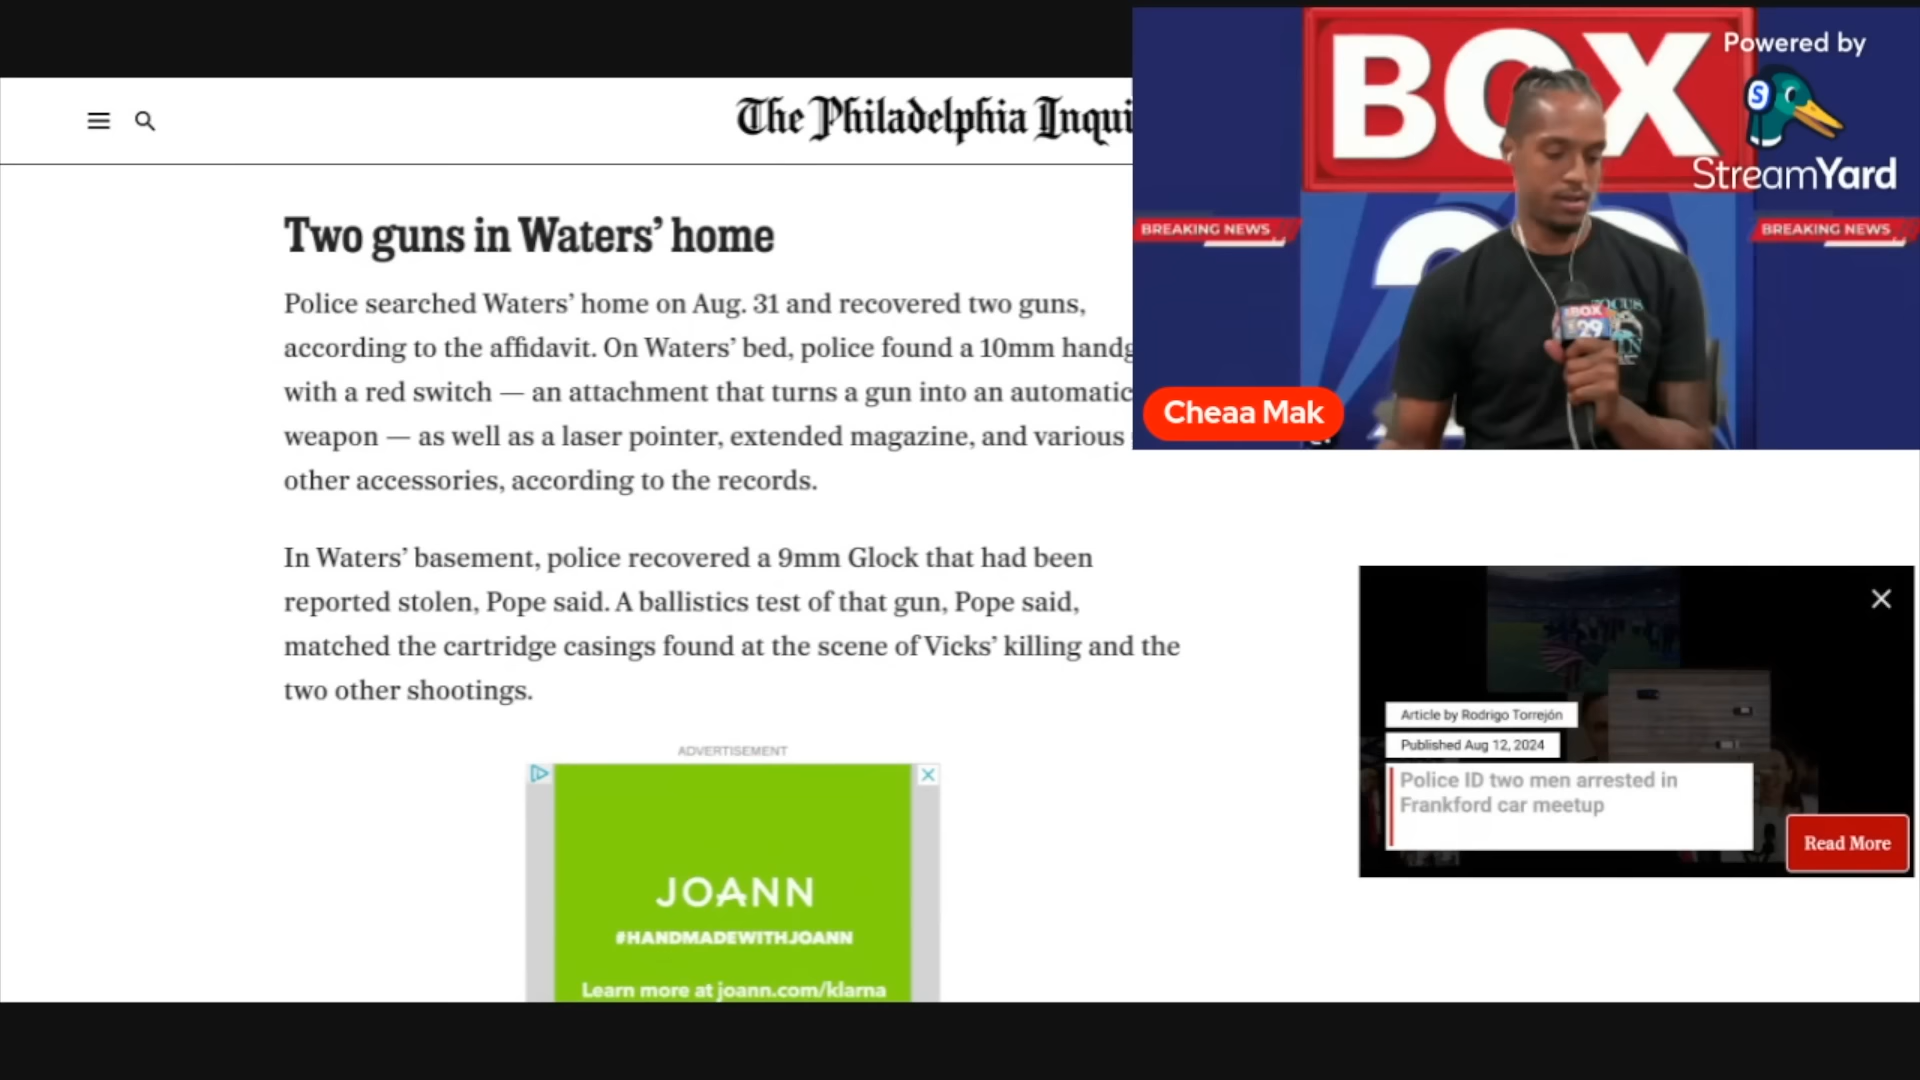 The Philadelphia Inqui
Two guns in Waters’ home
Police searched Waters’ home on Aug. 31 and recovered two guns,
according to the affidavit. On Waters’ bed, police found a 10mm handg
with a red switch — an attachment that turns a gun into an automatic
weapon — as well as a laser pointer, extended magazine, and various
other accessories, according to the records.
In Waters’ basement, police recovered a 9mm Glock that had been
reported stolen, Pope said. A ballistics test of that gun, Pope said,
matched the cartridge casings found at the scene of Vicks’ killing and the
two other shootings.
ADVERTISEMENT
JOANN
#HANDMADEWITHJOANN
Learn more at joann.com/klarna
BOX
Powered by
S
StreamYard
BREAKING NEWS
BREAKING NEWS
BOX
29
Cheaa Mak
Article by Rodrigo Torrejón
Published Aug 12, 2024
Police ID two men arrested in
Frankford car meetup
Read More